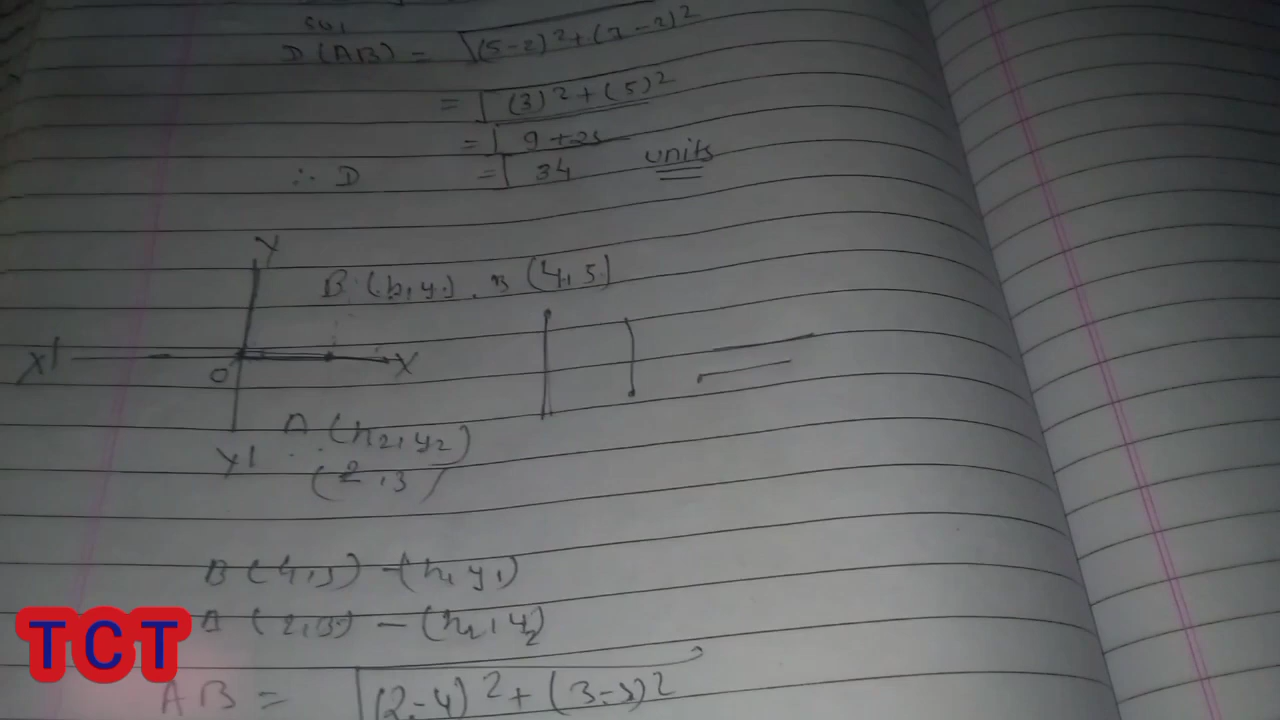 Sol
D(AB) = √(5-2)²+(7-2)²
= √(3)²+(5)²
= √9+25
∴ D = √34 units
Y
B (x1y1) B (4,5)
X' O X
A (x2,y2)
Y' (2,3)
B (4,5) - (x1 y1)
A (2,3) - (x2, y2)
TCT
AB = √(2-4)²+(3-5)²